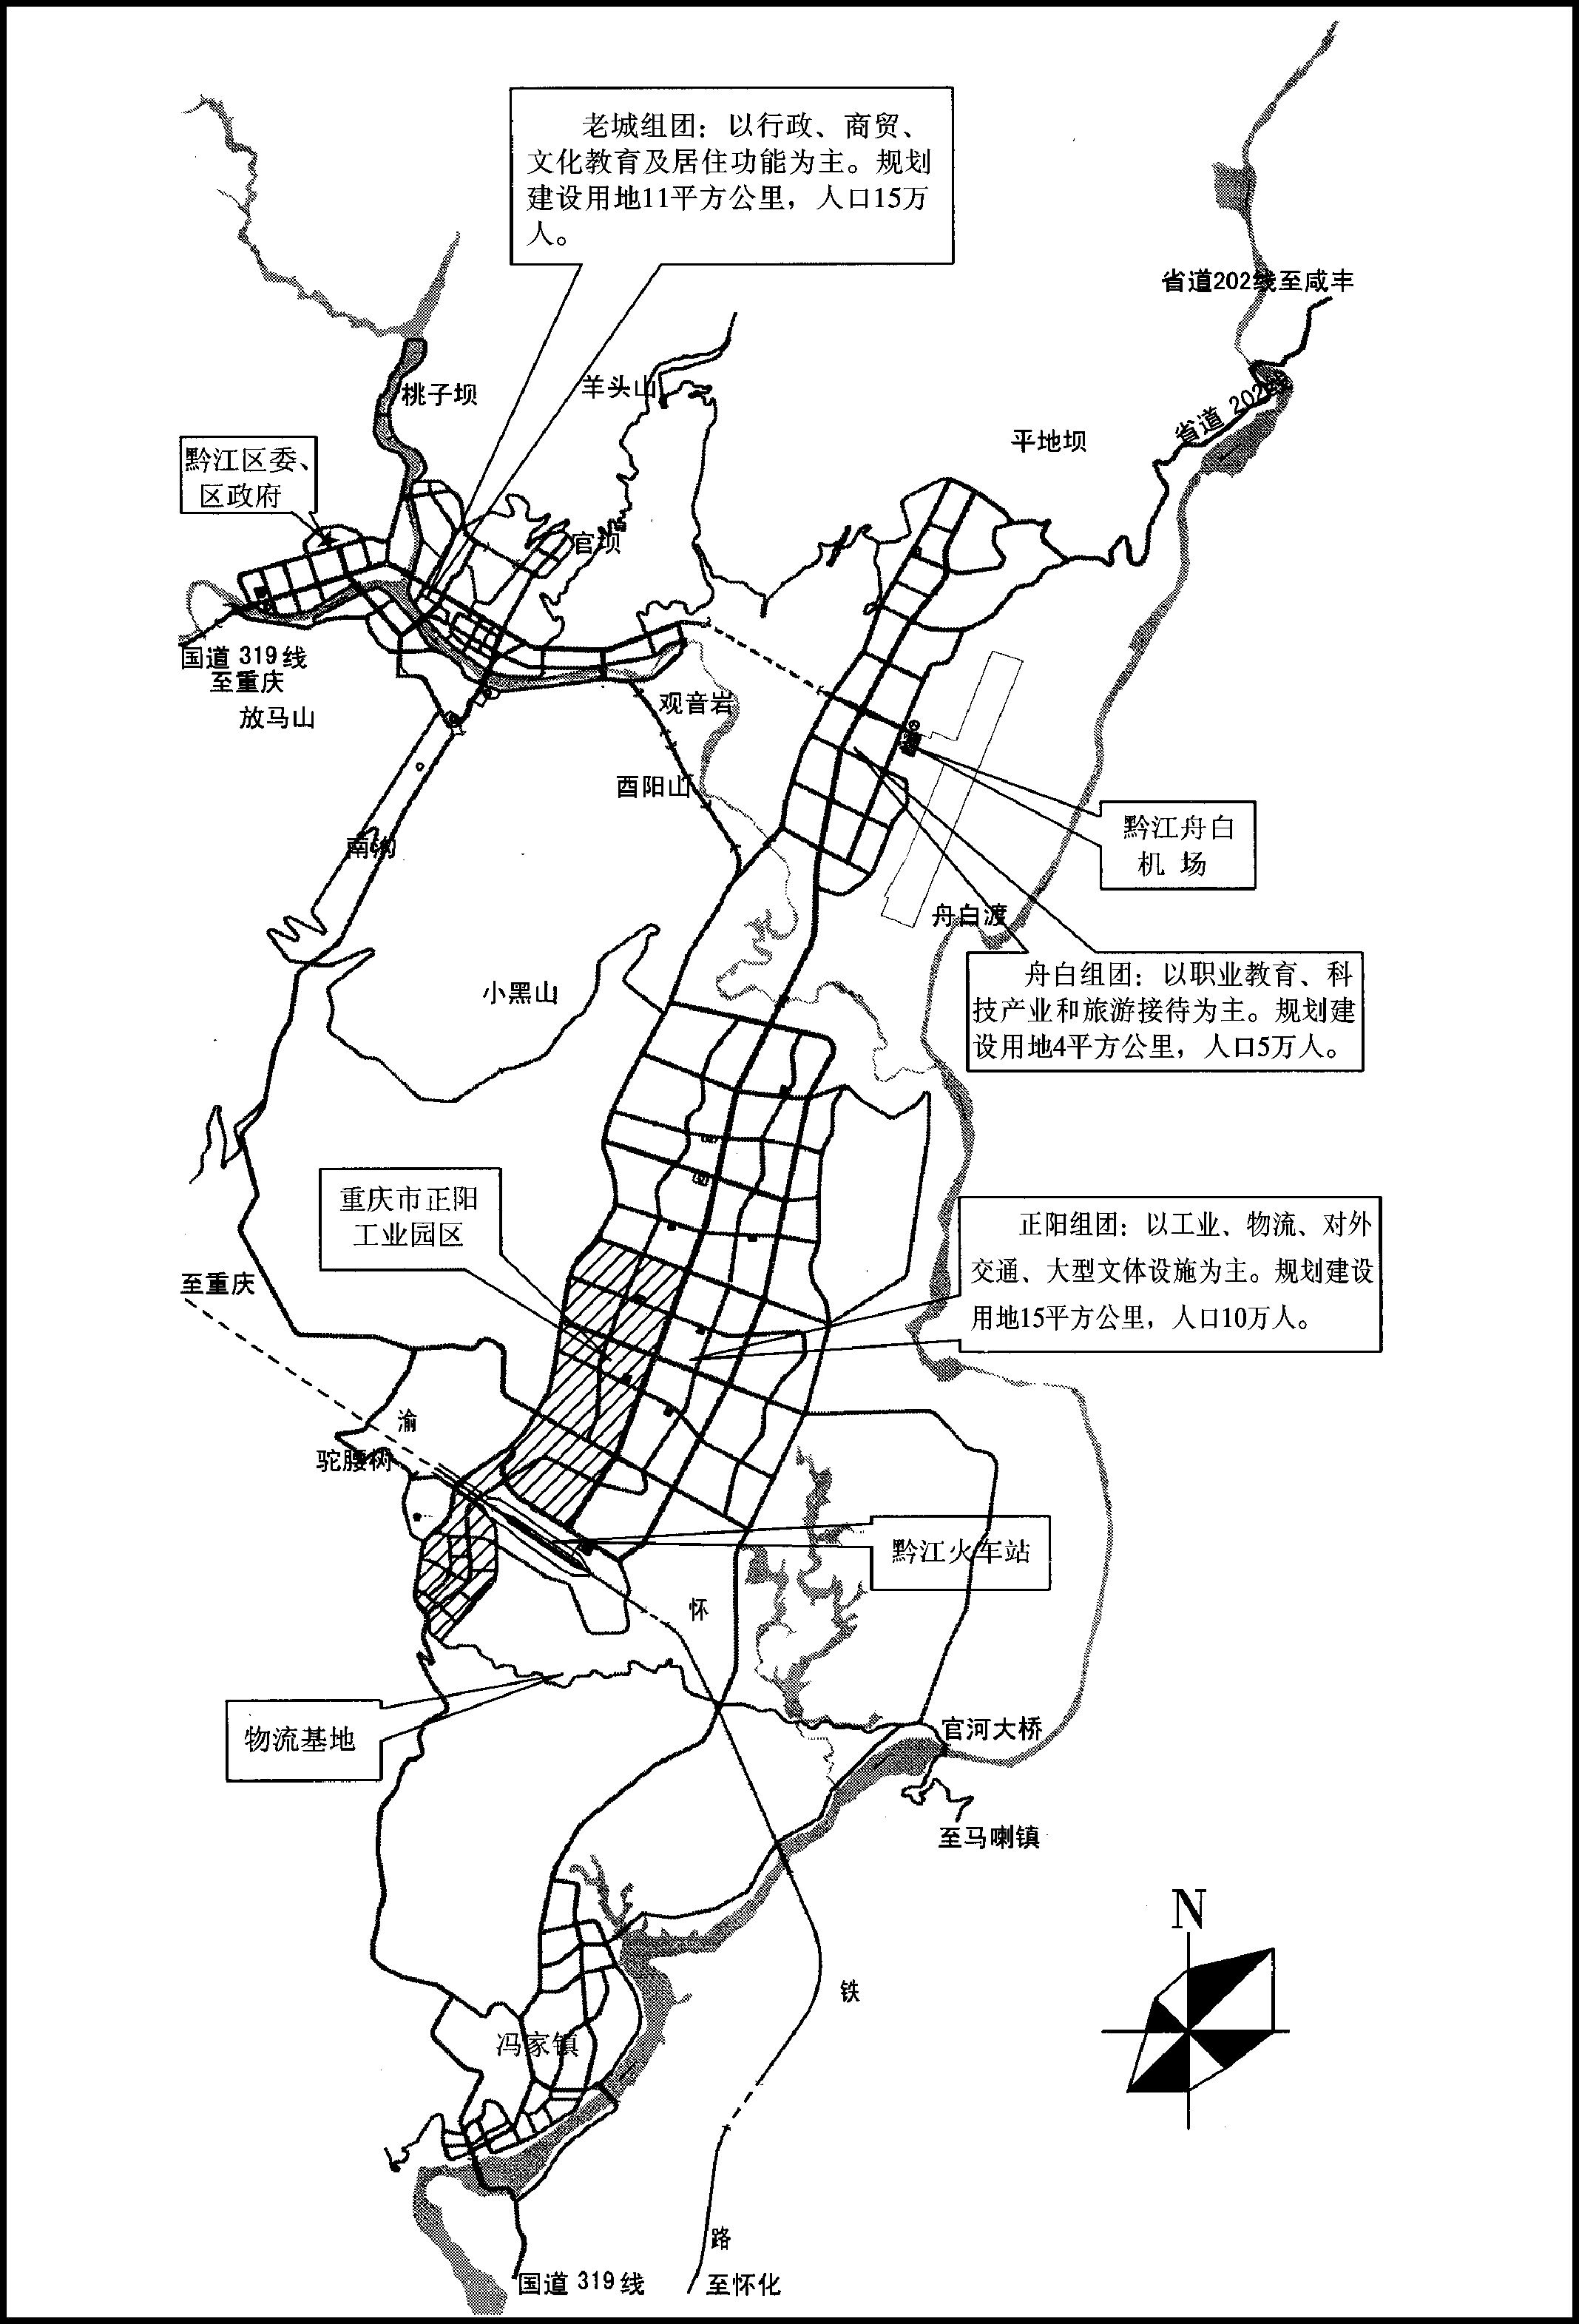 老城组团：以行政、商贸、
文化教育及居住功能为主。规划
建设用地11平方公里，人口15万
人。
省道202线至咸丰
桃子坝
羊头山
省道 202线
平地坝
黔江区委、
区政府
官坝
国道 319线
至重庆
放马山
观音岩
酉阳山
黔江舟白
机 场
南沟
舟白渡
舟白组团：以职业教育、科
技产业和旅游接待为主。规划建
设用地4平方公里，人口5万人。
小黑山
重庆市正阳
工业园区
正阳组团：以工业、物流、对外
交通、大型文体设施为主。规划建设
用地15平方公里，人口10万人。
至重庆
渝
驼腰树
黔江火车站
怀
物流基地
官河大桥
至马喇镇
N
铁
冯家镇
路
国道 319线
至怀化